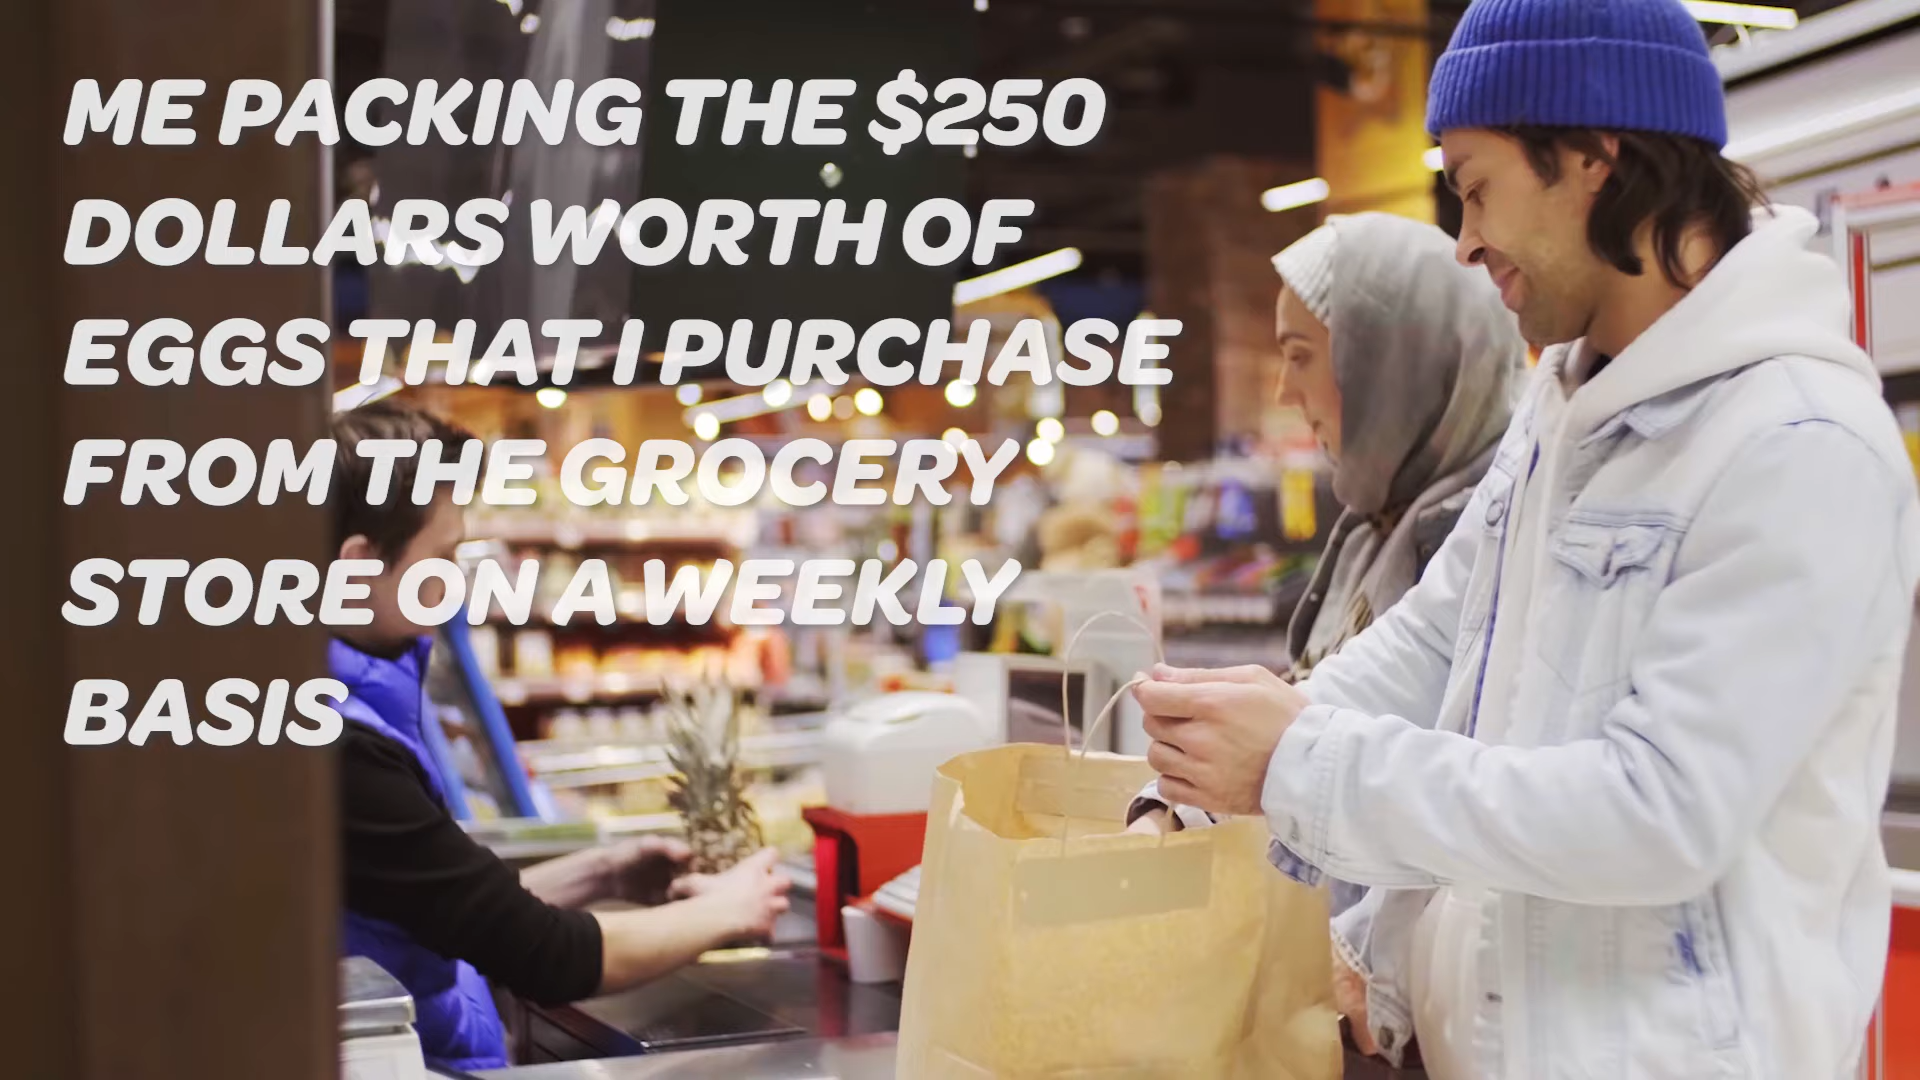 ME PACKING THE $250
DOLLARS WORTH OF
EGGS THAT I PURCHASE
FROM THE GROCERY
STORE ON A WEEKLY
BASIS